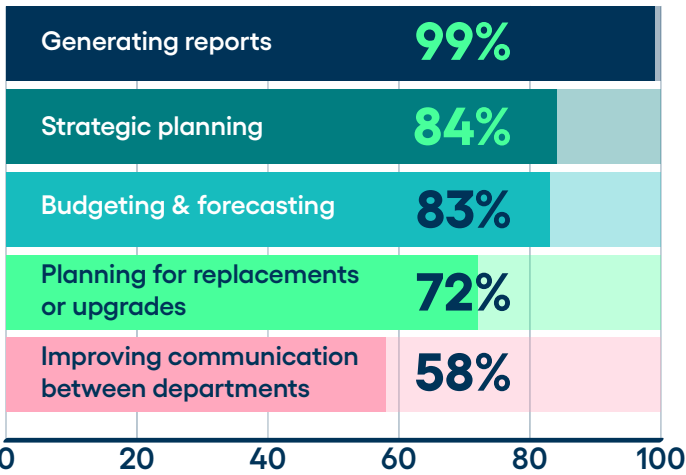 Generating reports 99%
Strategic planning 84%
Budgeting & forecasting 83%
Planning for replacements
or upgrades 72%
Improving communication
between departments 58%
0 20 40 60 80 100